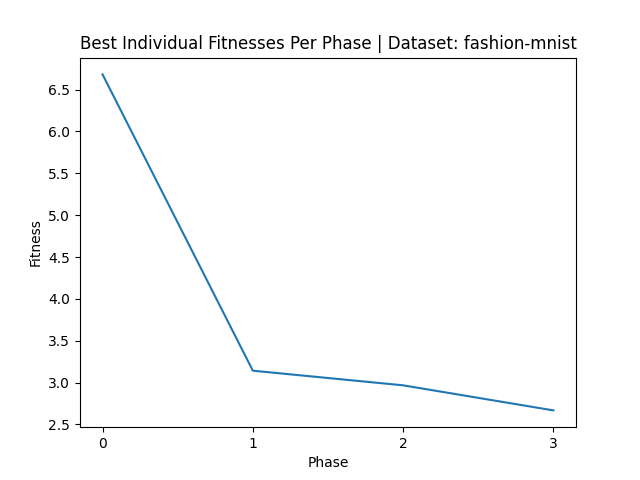 Best Individual Fitnesses Per Phase | Dataset: fashion-mnist
6.5
6.0
5.5
5.0
4.5
4.0
3.5
3.0
2.5
Fitness
0 1 2 3
Phase